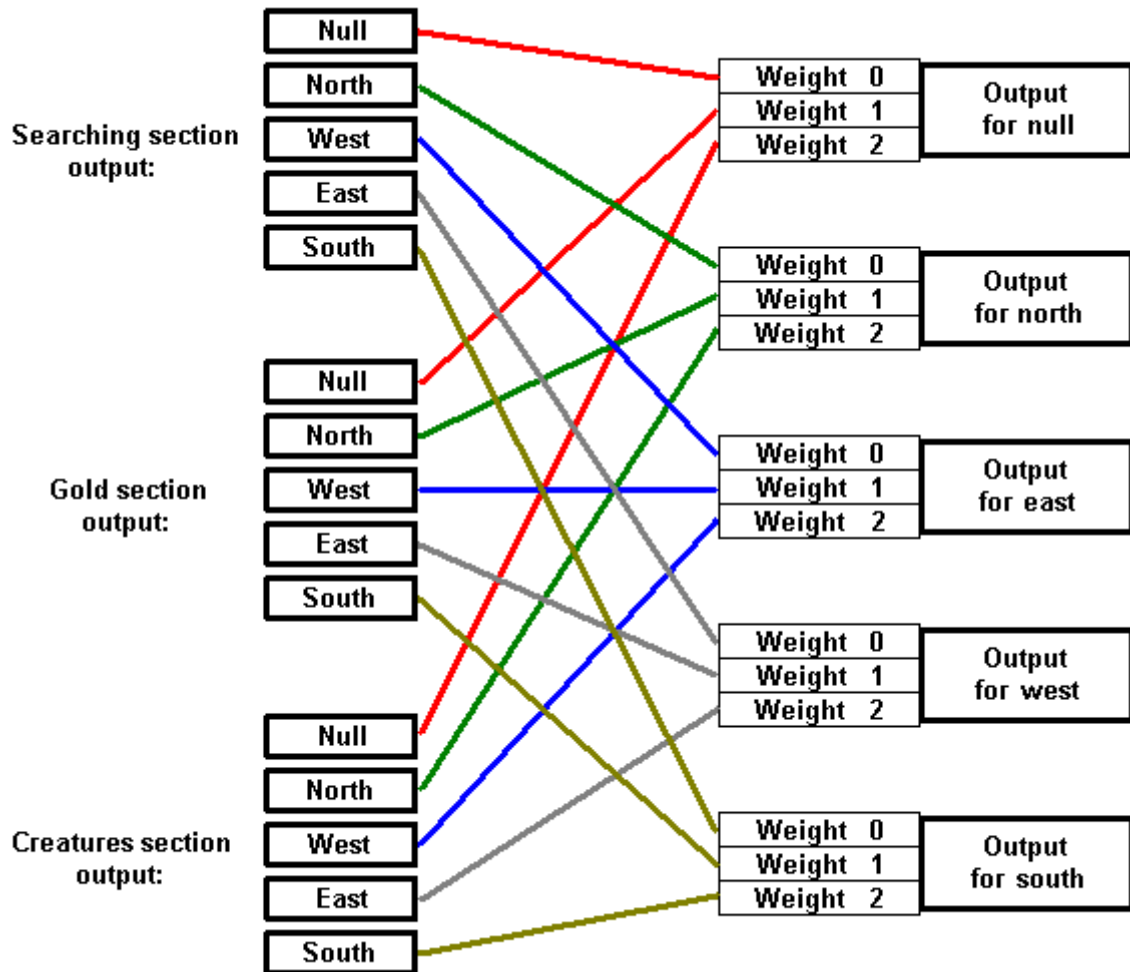 Searching section
output:
Null
North
West
East
South
Gold section
output:
Null
North
West
East
South
Creatures section
output:
Null
North
West
East
South
Weight 0
Weight 1
Weight 2
Output
for null
Weight 0
Weight 1
Weight 2
Output
for north
Weight 0
Weight 1
Weight 2
Output
for east
Weight 0
Weight 1
Weight 2
Output
for west
Weight 0
Weight 1
Weight 2
Output
for south